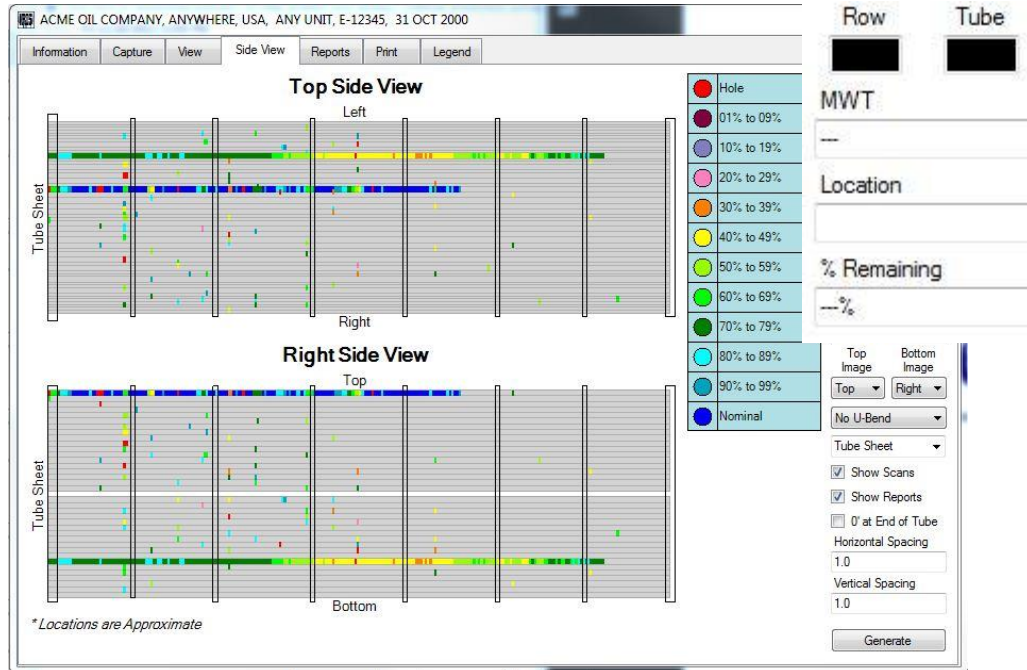 IRIS ACME OIL COMPANY, ANYWHERE, USA, ANY UNIT, E-12345, 31 OCT 2000
Information Capture View Side View Reports Print Legend
Top Side View
Left
Tube Sheet
Right
Right Side View
Top
Tube Sheet
Bottom
* Locations are Approximate
Hole
01% to 09%
10% to 19%
20% to 29%
30% to 39%
40% to 49%
50% to 59%
60% to 69%
70% to 79%
80% to 89%
90% to 99%
Nominal
Row Tube
MWT
---
Location
% Remaining
---%
Top Image Bottom Image
Top Right
No U-Bend
Tube Sheet
Show Scans
Show Reports
0' at End of Tube
Horizontal Spacing
1.0
Vertical Spacing
1.0
Generate